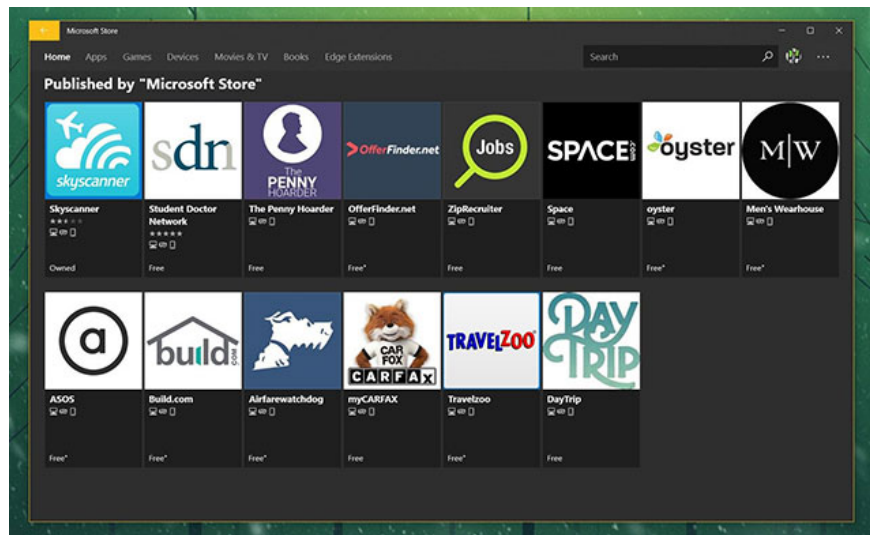 Microsoft Store
Home Apps Games Devices Movies & TV Books Edge Extensions Search
Published by "Microsoft Store"
skyscanner
sdn
The
PENNY
HOARDER
OfferFinder.net
Jobs
SPACE.com
oyster
M|W
Skyscanner
Student Doctor
Network
The Penny Hoarder
OfferFinder.net
ZipRecruiter
Space
oyster
Men's Wearhouse
Owned
Free
Free
Free*
Free
Free
Free*
Free*
a
build.com
CAR
FOX
CARFAX
TRAVELZOO®
DAY
TRIP
ASOS
Build.com
Airfarewatchdog
myCARFAX
Travelzoo
DayTrip
Free*
Free*
Free*
Free
Free*
Free